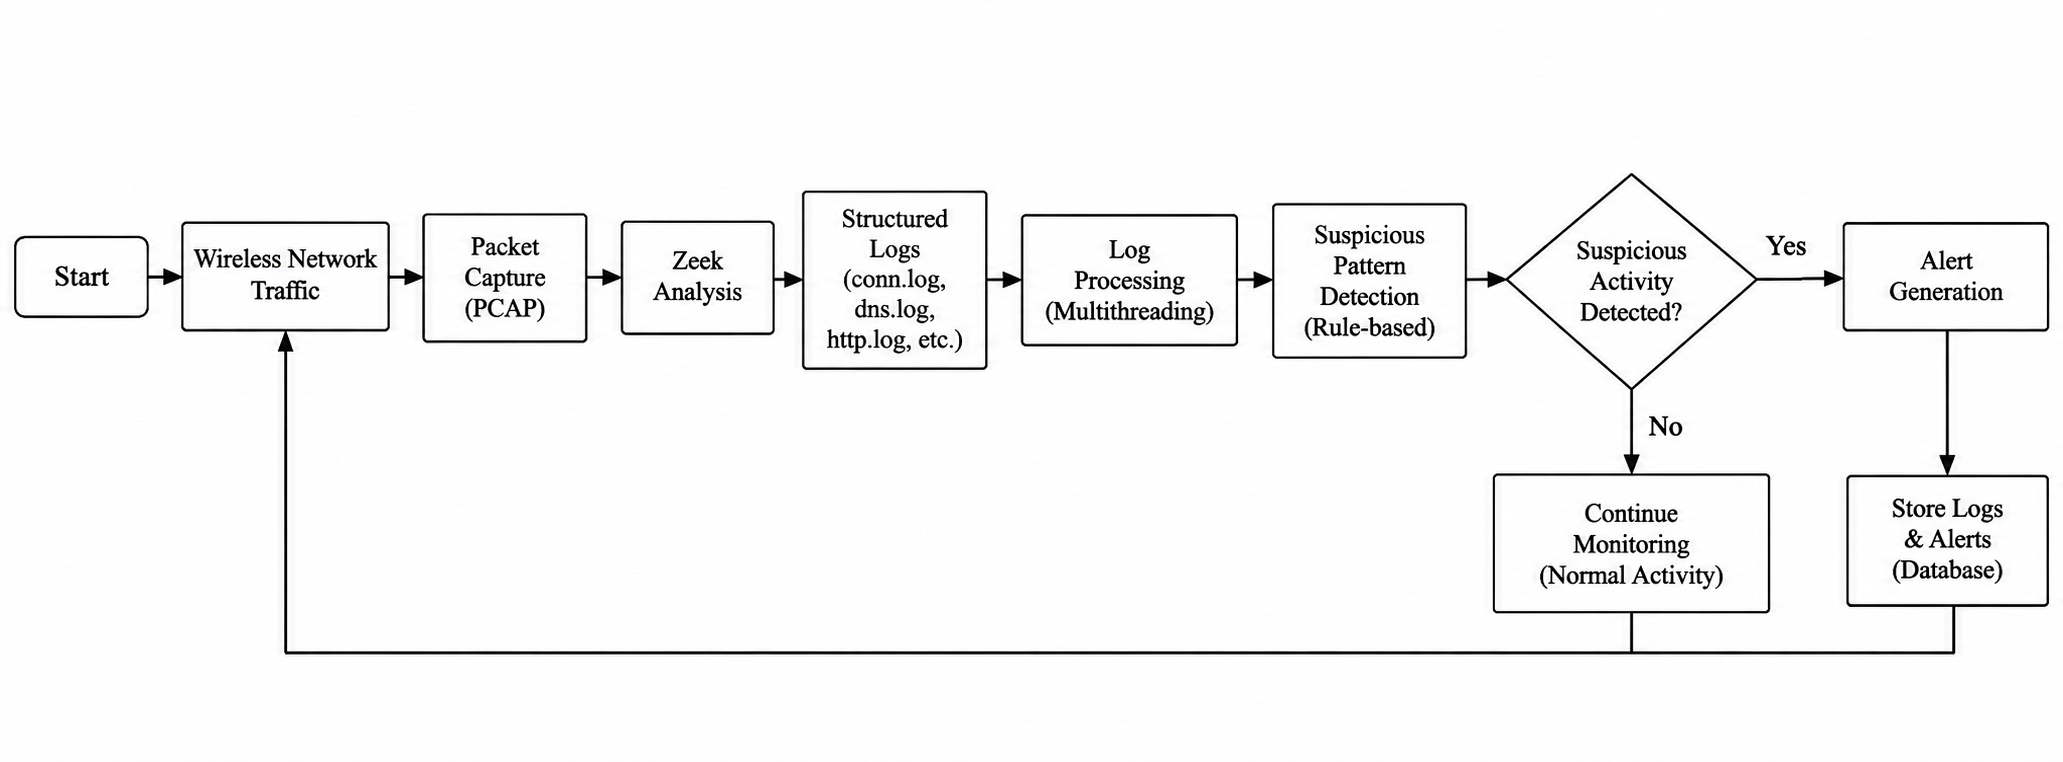 Start
Wireless Network
Traffic
Packet
Capture
(PCAP)
Zeek
Analysis
Structured
Logs
(conn.log,
dns.log,
http.log, etc.)
Log
Processing
(Multithreading)
Suspicious
Pattern
Detection
(Rule-based)
Suspicious
Activity
Detected?
Yes
Alert
Generation
No
Continue
Monitoring
(Normal Activity)
Store Logs
& Alerts
(Database)